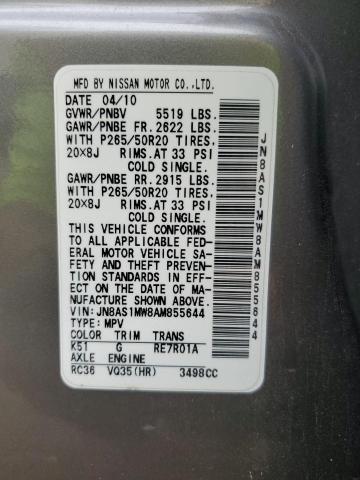 MFD BY NISSAN MOTOR CO.,LTD.
DATE 04/10
GVWR/PNBV 5519 LBS.
GAWR/PNBE FR. 2622 LBS.
WITH P265/50R20 TIRES.
20X8J RIMS. AT 33 PSI
COLD SINGLE.
GAWR/PNBE RR. 2915 LBS.
WITH P265/50R20 TIRES.
20X8J RIMS. AT 33 PSI
COLD SINGLE.
THIS VEHICLE CONFORMS
TO ALL APPLICABLE FED-
ERAL MOTOR VEHICLE SA-
FETY AND THEFT PREVEN-
TION STANDARDS IN EFF-
ECT ON THE DATE OF MA-
NUFACTURE SHOWN ABOVE.
VIN: JN8AS1MW8AM855644
TYPE: MPV
COLOR TRIM TRANS
K51 G RE7R01A
AXLE ENGINE
RC36 VQ35(HR) 3498CC
JN8AS1MW8AM855644